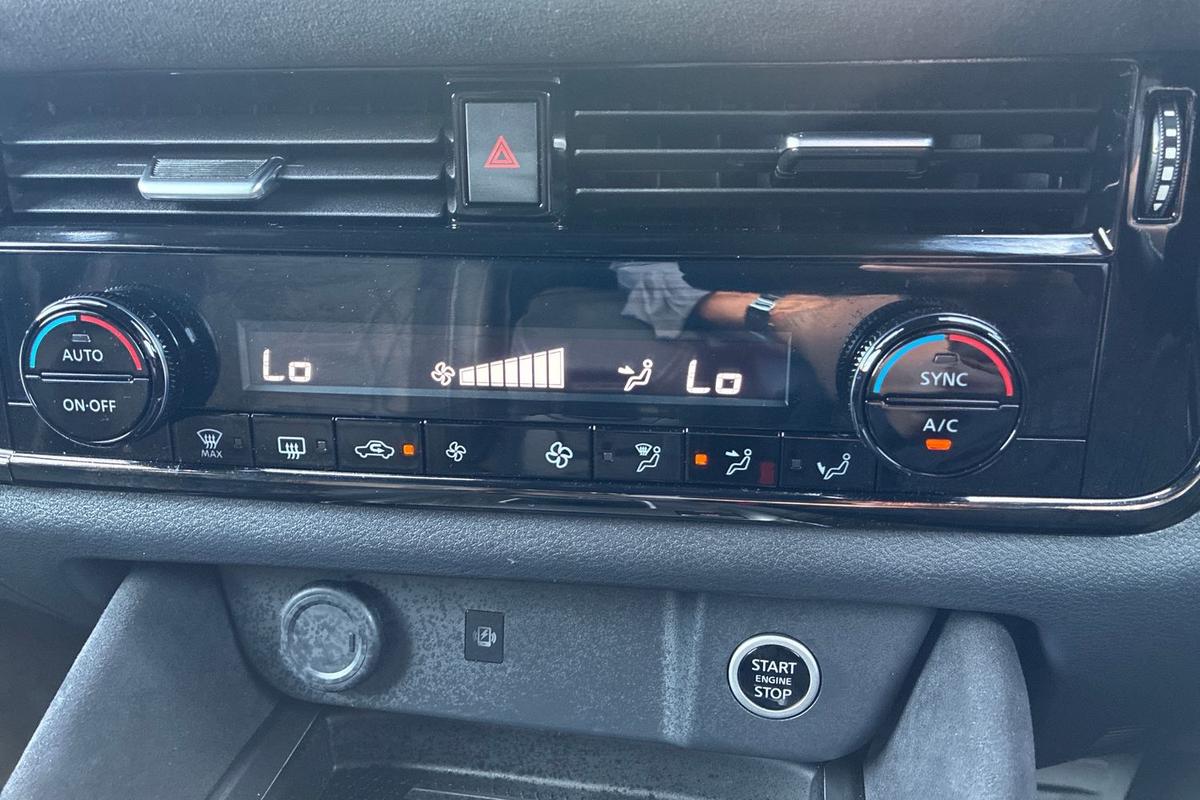 AUTO
ON·OFF
Lo
Lo
SYNC
A/C
MAX
START
ENGINE
STOP